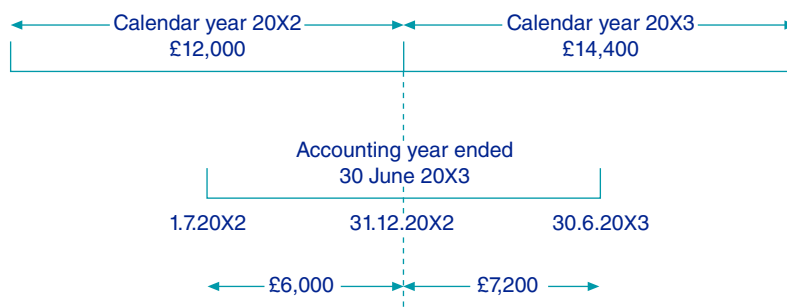 Calendar year 20X2
£12,000
Calendar year 20X3
£14,400
Accounting year ended
30 June 20X3
1.7.20X2
31.12.20X2
30.6.20X3
£6,000
£7,200